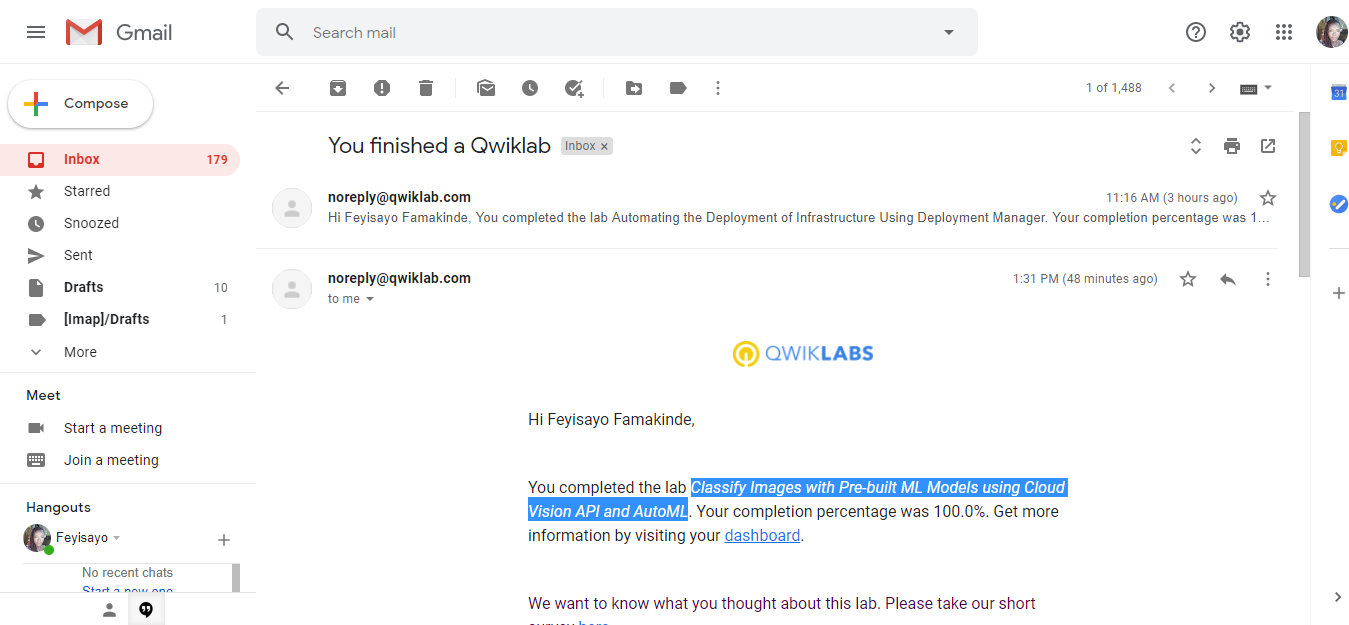 Gmail
Search mail
Compose
1 of 1,488
31
Inbox 179
Starred
Snoozed
Sent
Drafts 10
[Imap]/Drafts 1
More
Meet
Start a meeting
Join a meeting
Hangouts
Feyisayo
No recent chats
Start a new one
You finished a Qwiklab Inbox ×
noreply@qwiklab.com 11:16 AM (3 hours ago)
Hi Feyisayo Famakinde, You completed the lab Automating the Deployment of Infrastructure Using Deployment Manager. Your completion percentage was 1...
noreply@qwiklab.com 1:31 PM (48 minutes ago)
to me
QWIKLABS
Hi Feyisayo Famakinde,
You completed the lab Classify Images with Pre-built ML Models using Cloud
Vision API and AutoML. Your completion percentage was 100.0%. Get more
information by visiting your dashboard.
We want to know what you thought about this lab. Please take our short
survey here